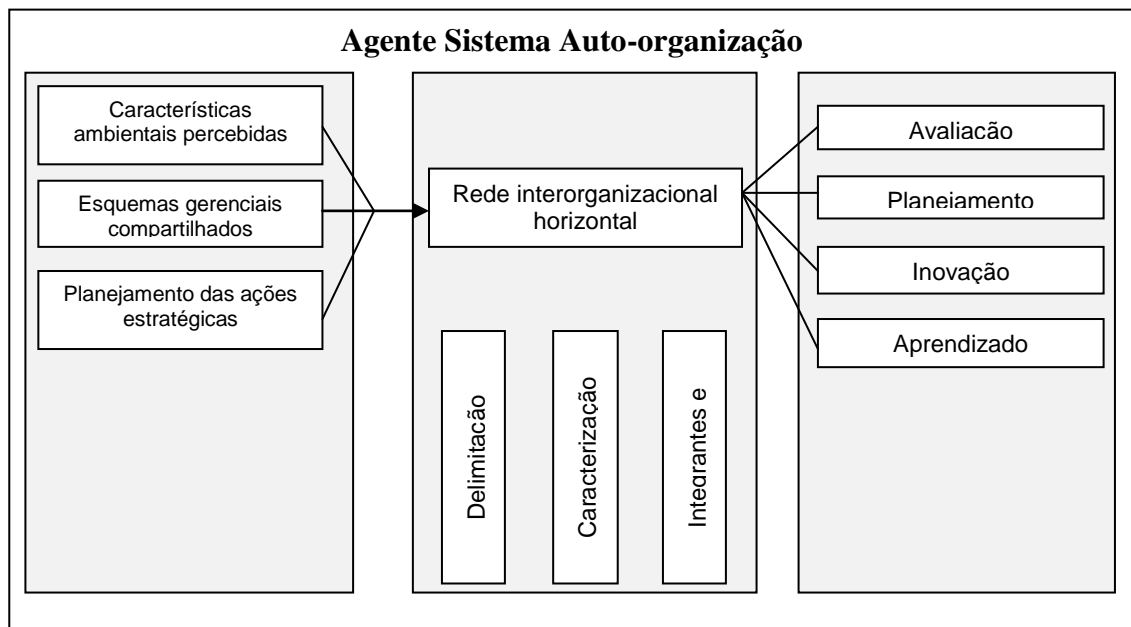 Agente Sistema Auto-organização
Características
ambientais percebidas
Esquemas gerenciais
compartilhados
Planejamento das ações
estratégicas
Rede interorganizacional
horizontal
Delimitação
Caracterização
Integrantes e
Avaliação
Planejamento
Inovação
Aprendizado